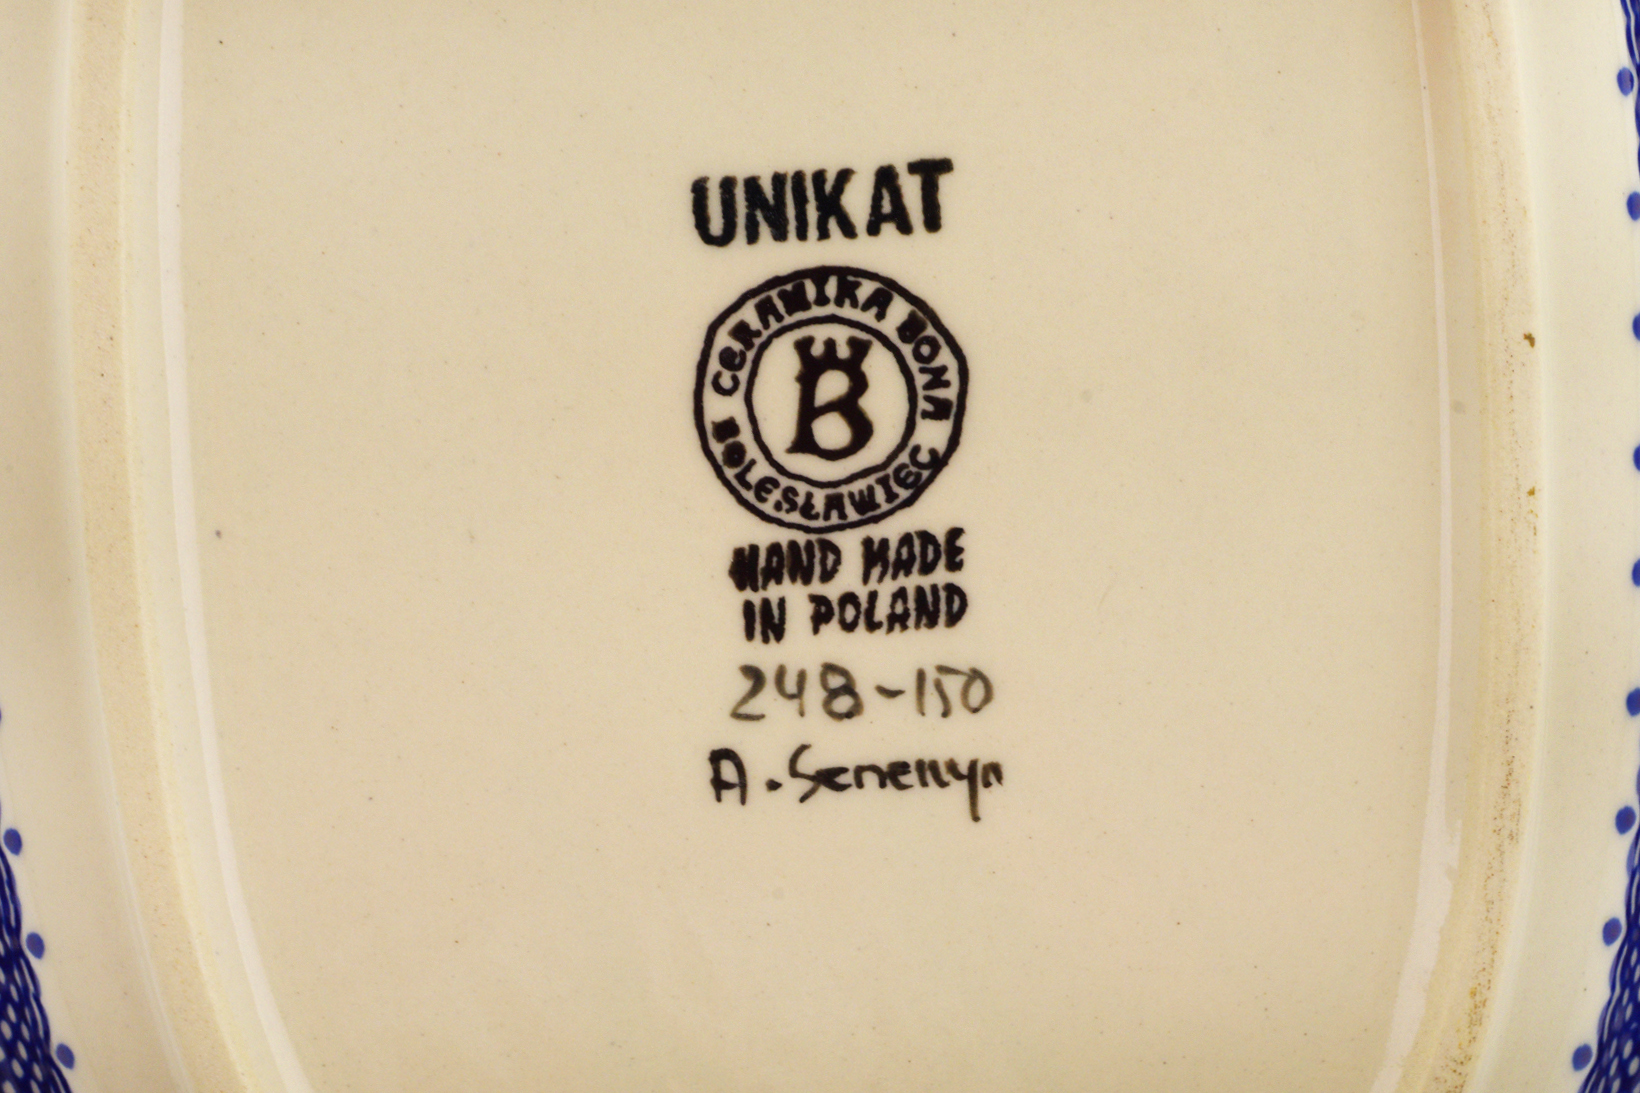 UNIKAT
CERAMIKA BONA
B
BOLESŁAWIEC
HAND MADE
IN POLAND
248-150
A.